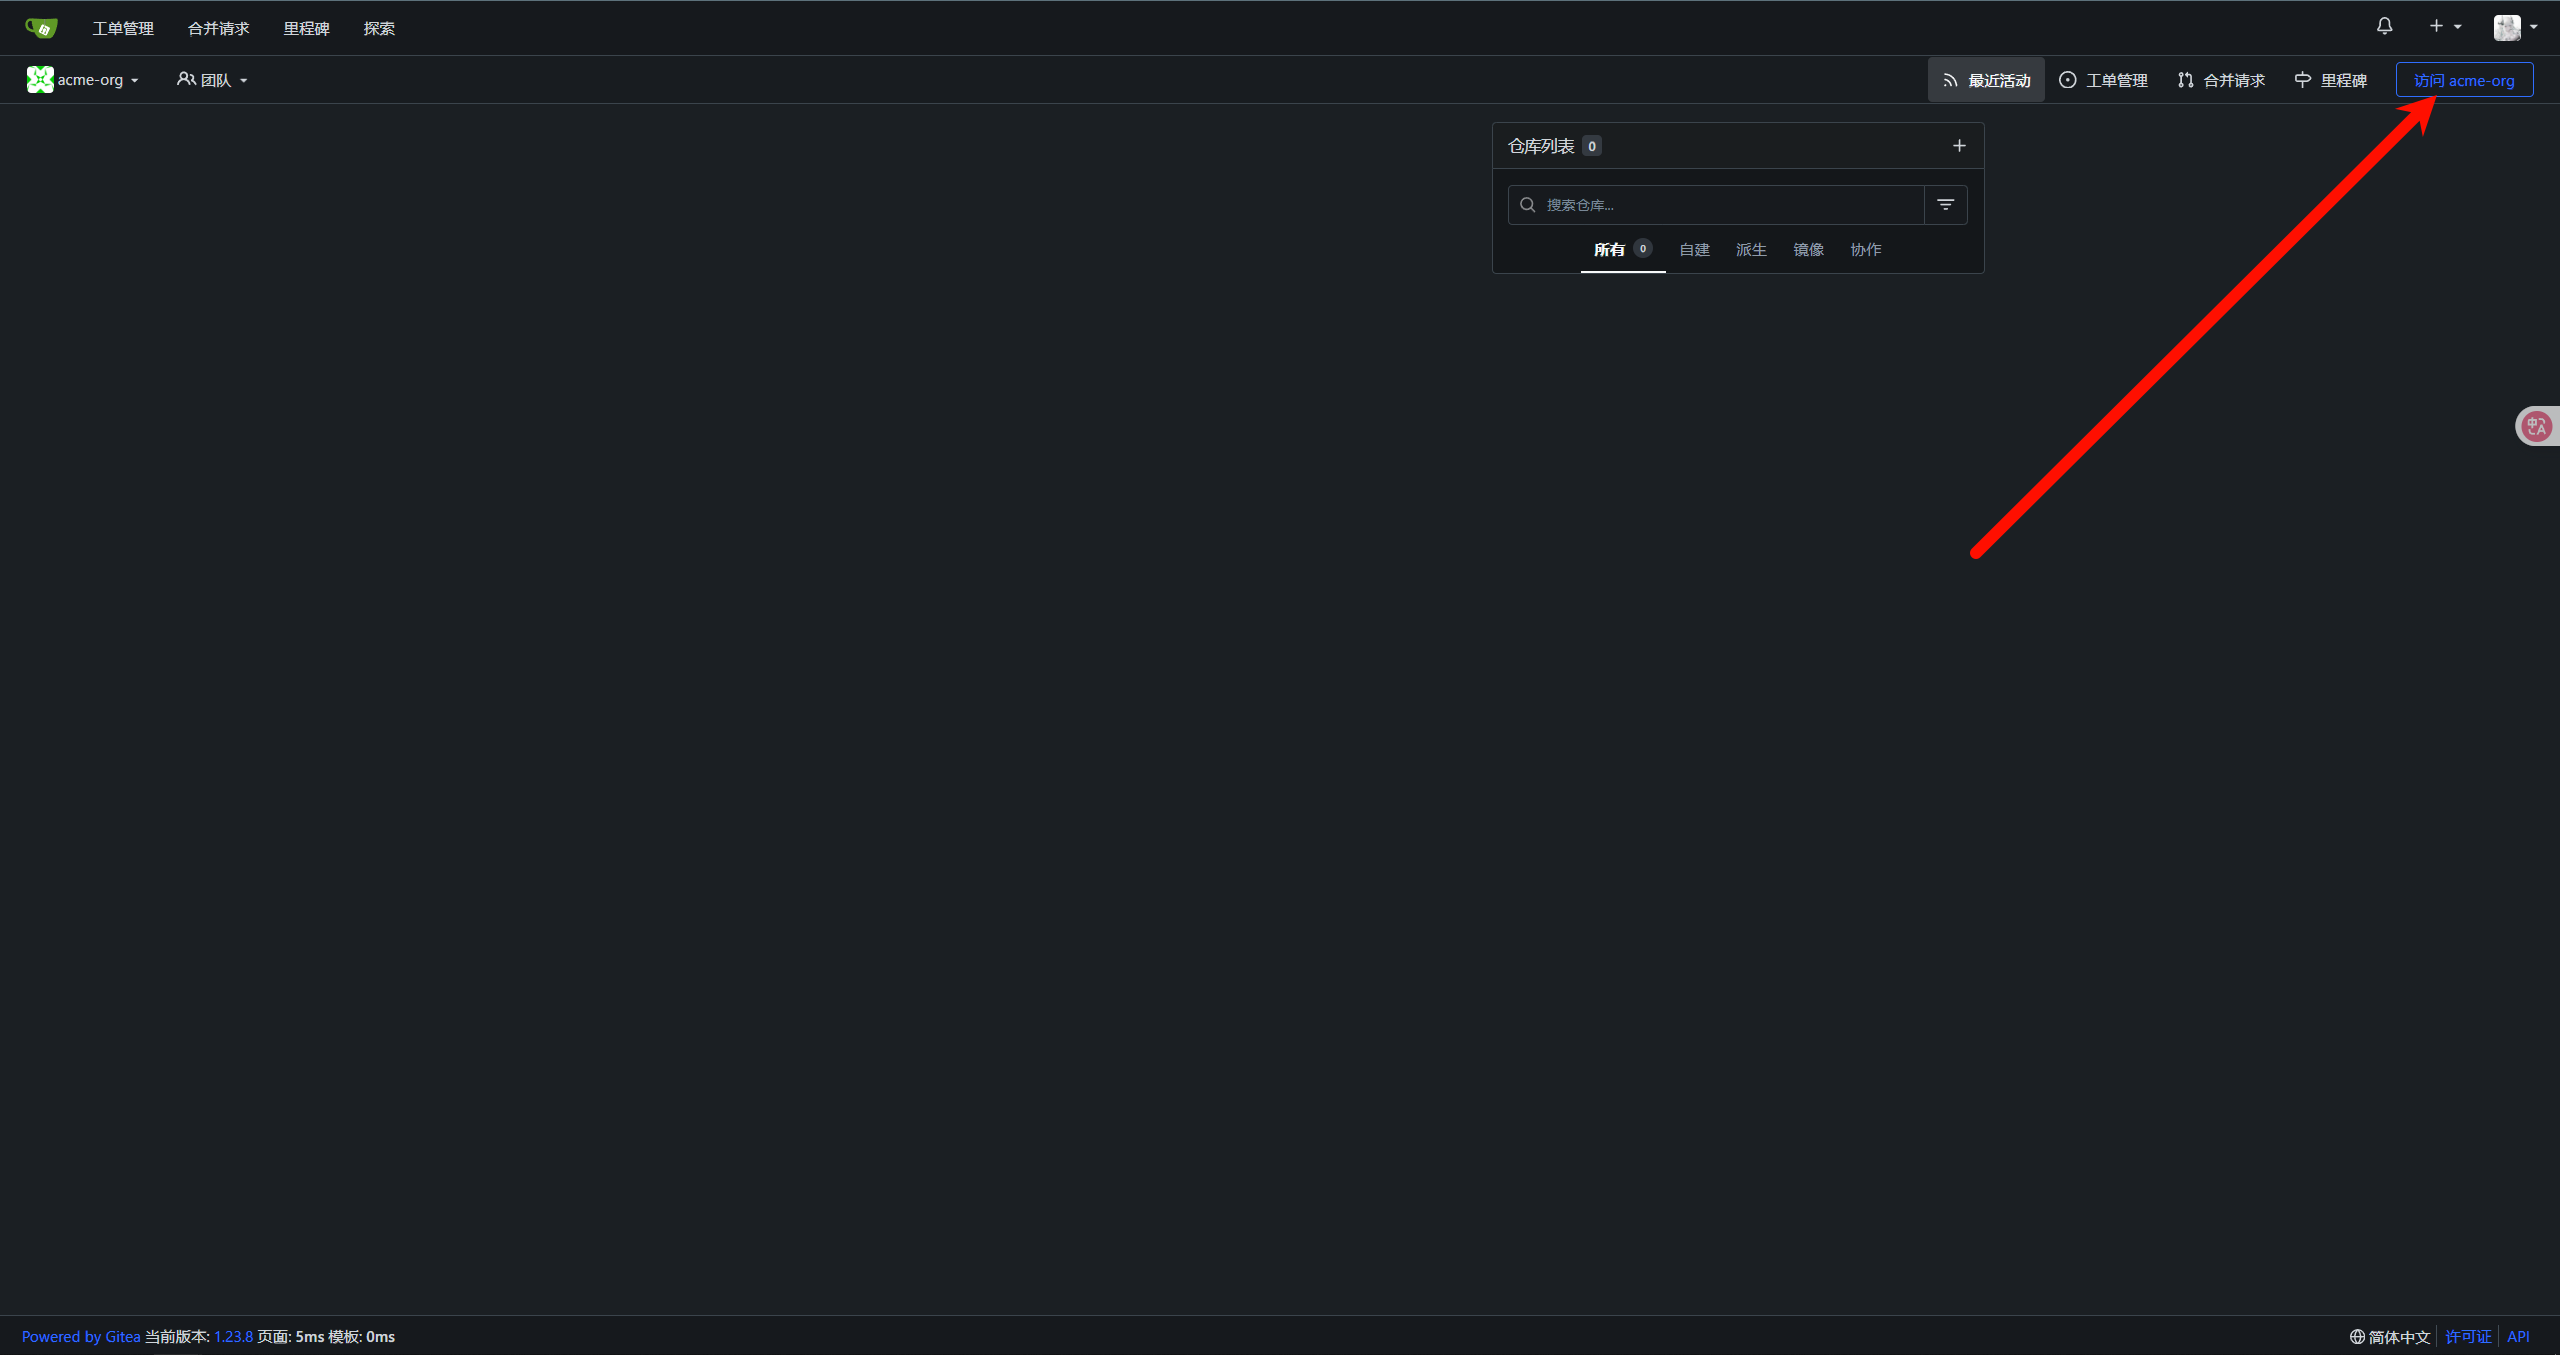 工单管理 合并请求 里程碑 探索
acme-org 团队 最近活动 工单管理 合并请求 里程碑 访问 acme-org
仓库列表 0
搜索仓库...
所有 0 自建 派生 镜像 协作
中 A
Powered by Gitea 当前版本: 1.23.8 页面: 5ms 模板: 0ms 简体中文 许可证 API